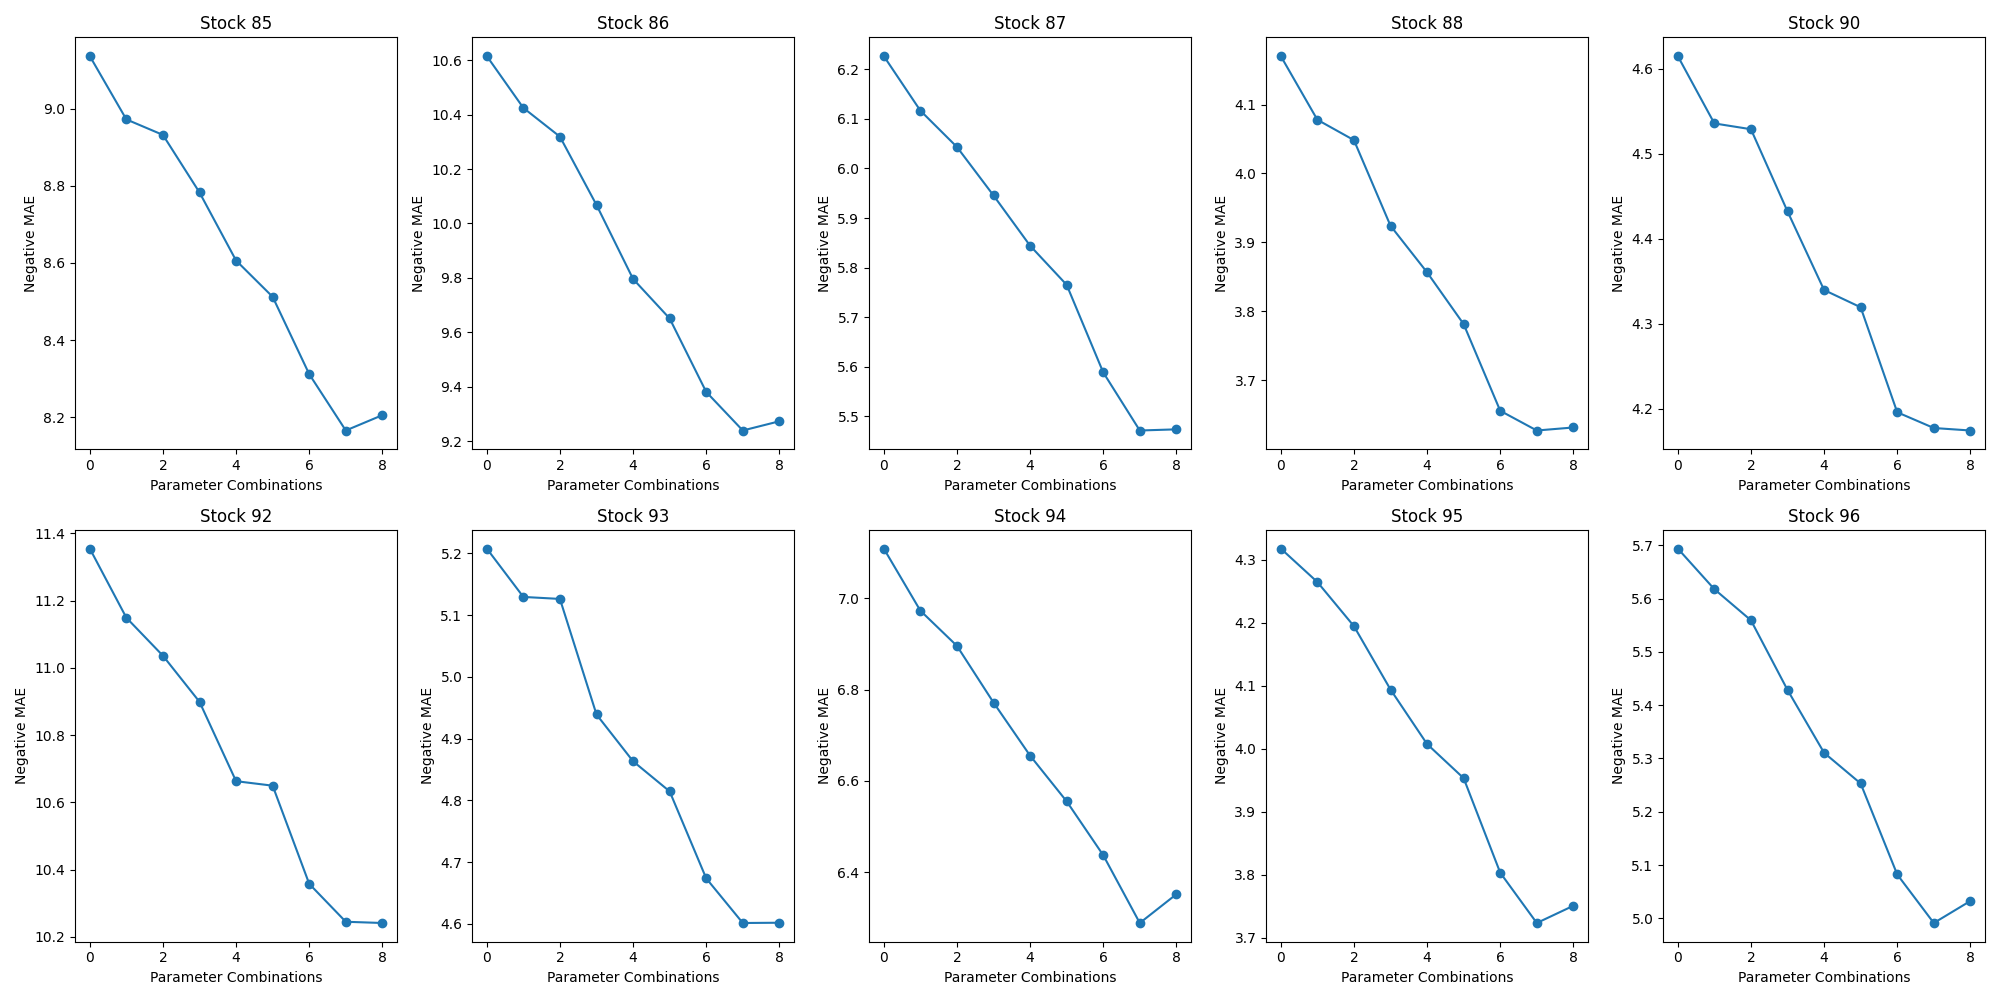 Stock 85
Negative MAE
9.0
8.8
8.6
8.4
8.2
0 2 4 6 8
Parameter Combinations
Stock 86
Negative MAE
10.6
10.4
10.2
10.0
9.8
9.6
9.4
9.2
0 2 4 6 8
Parameter Combinations
Stock 87
Negative MAE
6.2
6.1
6.0
5.9
5.8
5.7
5.6
5.5
0 2 4 6 8
Parameter Combinations
Stock 88
Negative MAE
4.1
4.0
3.9
3.8
3.7
0 2 4 6 8
Parameter Combinations
Stock 90
Negative MAE
4.6
4.5
4.4
4.3
4.2
0 2 4 6 8
Parameter Combinations
Stock 92
Negative MAE
11.4
11.2
11.0
10.8
10.6
10.4
10.2
0 2 4 6 8
Parameter Combinations
Stock 93
Negative MAE
5.2
5.1
5.0
4.9
4.8
4.7
4.6
0 2 4 6 8
Parameter Combinations
Stock 94
Negative MAE
7.0
6.8
6.6
6.4
0 2 4 6 8
Parameter Combinations
Stock 95
Negative MAE
4.3
4.2
4.1
4.0
3.9
3.8
3.7
0 2 4 6 8
Parameter Combinations
Stock 96
Negative MAE
5.7
5.6
5.5
5.4
5.3
5.2
5.1
5.0
0 2 4 6 8
Parameter Combinations